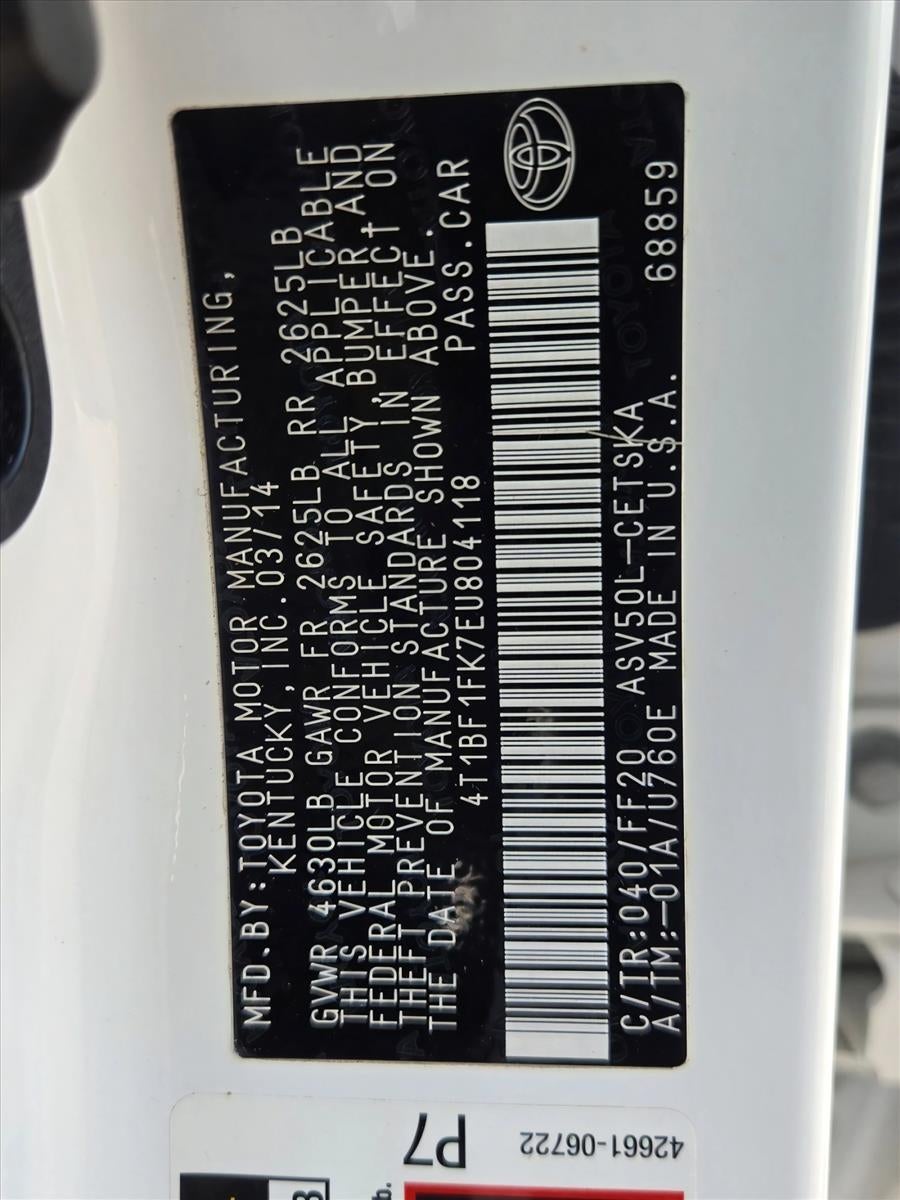 MFD.BY:TOYOTA MOTOR MANUFACTURING,
KENTUCKY,INC.03/14
GVWR 4630LB GAWR FR 2625LB RR 2625LB
THIS VEHICLE CONFORMS TO ALL APPLICABLE
FEDERAL MOTOR VEHICLE SAFETY,BUMPER AND
THEFT PREVENTION STANDARDS IN EFFECT ON
THE DATE OF MANUFACTURE SHOWN ABOVE.
4T1BF1FK7EU804118 PASS.CAR
C/TR:040/FF20 ASV50L-CETSKA 68859
A/TM:-01A/U760E MADE IN U.S.A.
P7
42661-06722